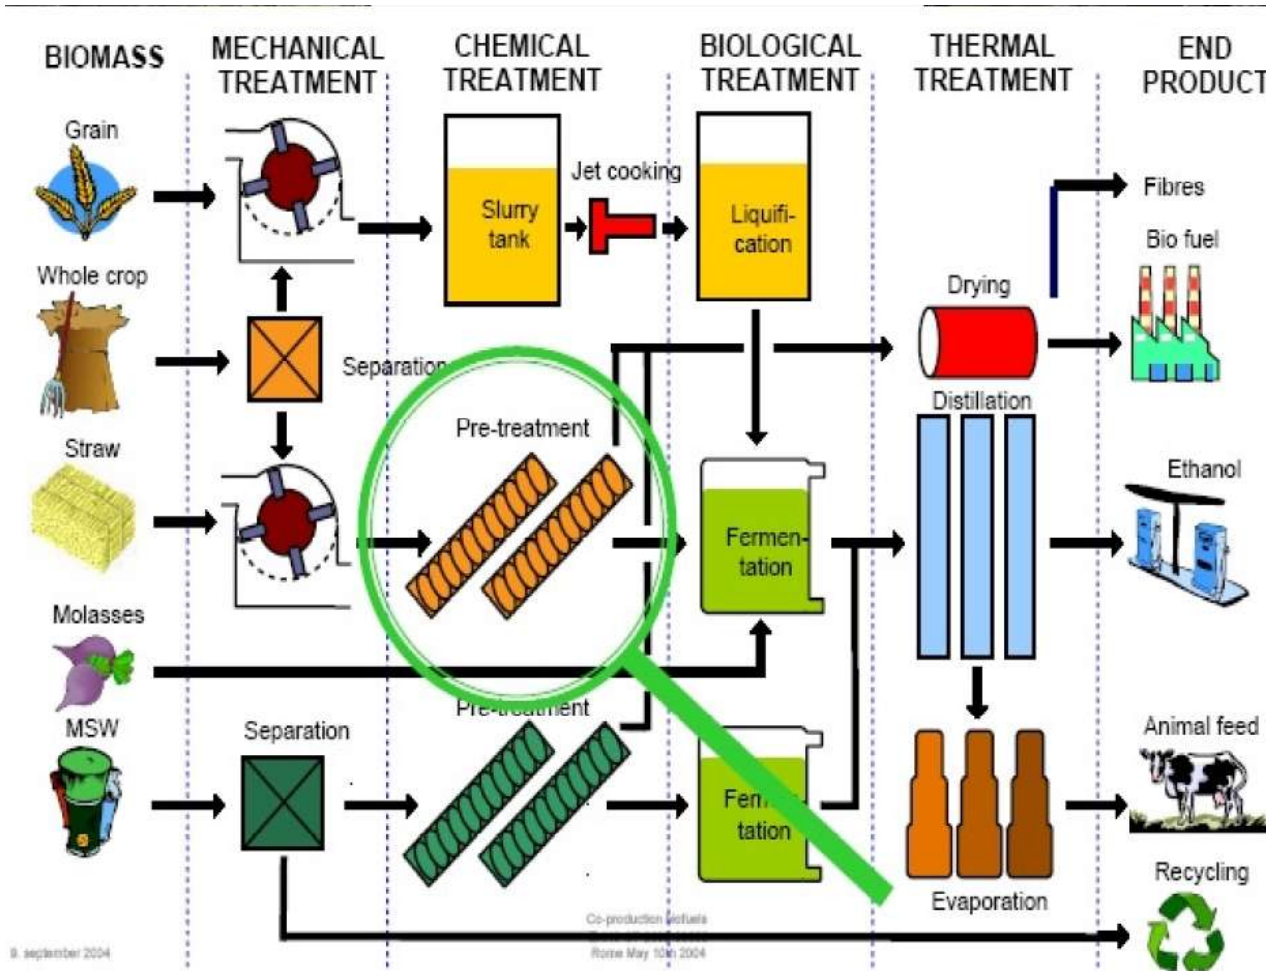 BIOMASS
MECHANICAL
TREATMENT
CHEMICAL
TREATMENT
BIOLOGICAL
TREATMENT
THERMAL
TREATMENT
END
PRODUCT
Grain
Jet cooking
Slurry
tank
Liquifi-
cation
Fibres
Bio fuel
Whole crop
Drying
Separation
Distillation
Pre-treatment
Straw
Ethanol
Fermen-
tation
Molasses
Pre-treatment
MSW
Separation
Animal feed
tation
Recycling
Evaporation
Co-production biofuels
Rome May 10th 2004
9. september 2004